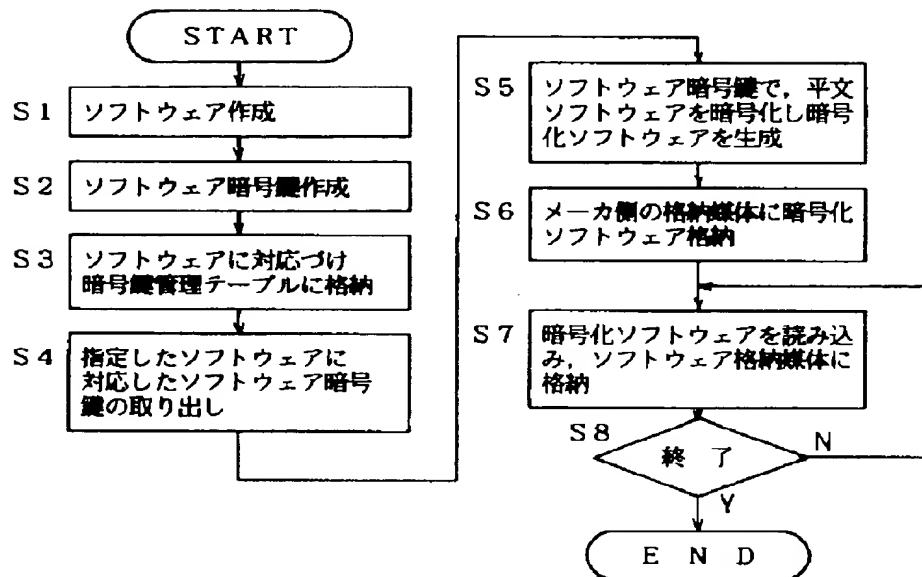 START
S1 ソフトウェア作成
S2 ソフトウェア暗号鍵作成
S3 ソフトウェアに対応づけ
暗号鍵管理テーブルに格納
S4 指定したソフトウェアに
対応したソフトウェア暗号
鍵の取り出し
S5 ソフトウェア暗号鍵で，平文
ソフトウェアを暗号化し暗号
化ソフトウェアを生成
S6 メーカ側の格納媒体に暗号化
ソフトウェア格納
S7 暗号化ソフトウェアを読み込
み，ソフトウェア格納媒体に
格納
S8 終了 N
Y
END